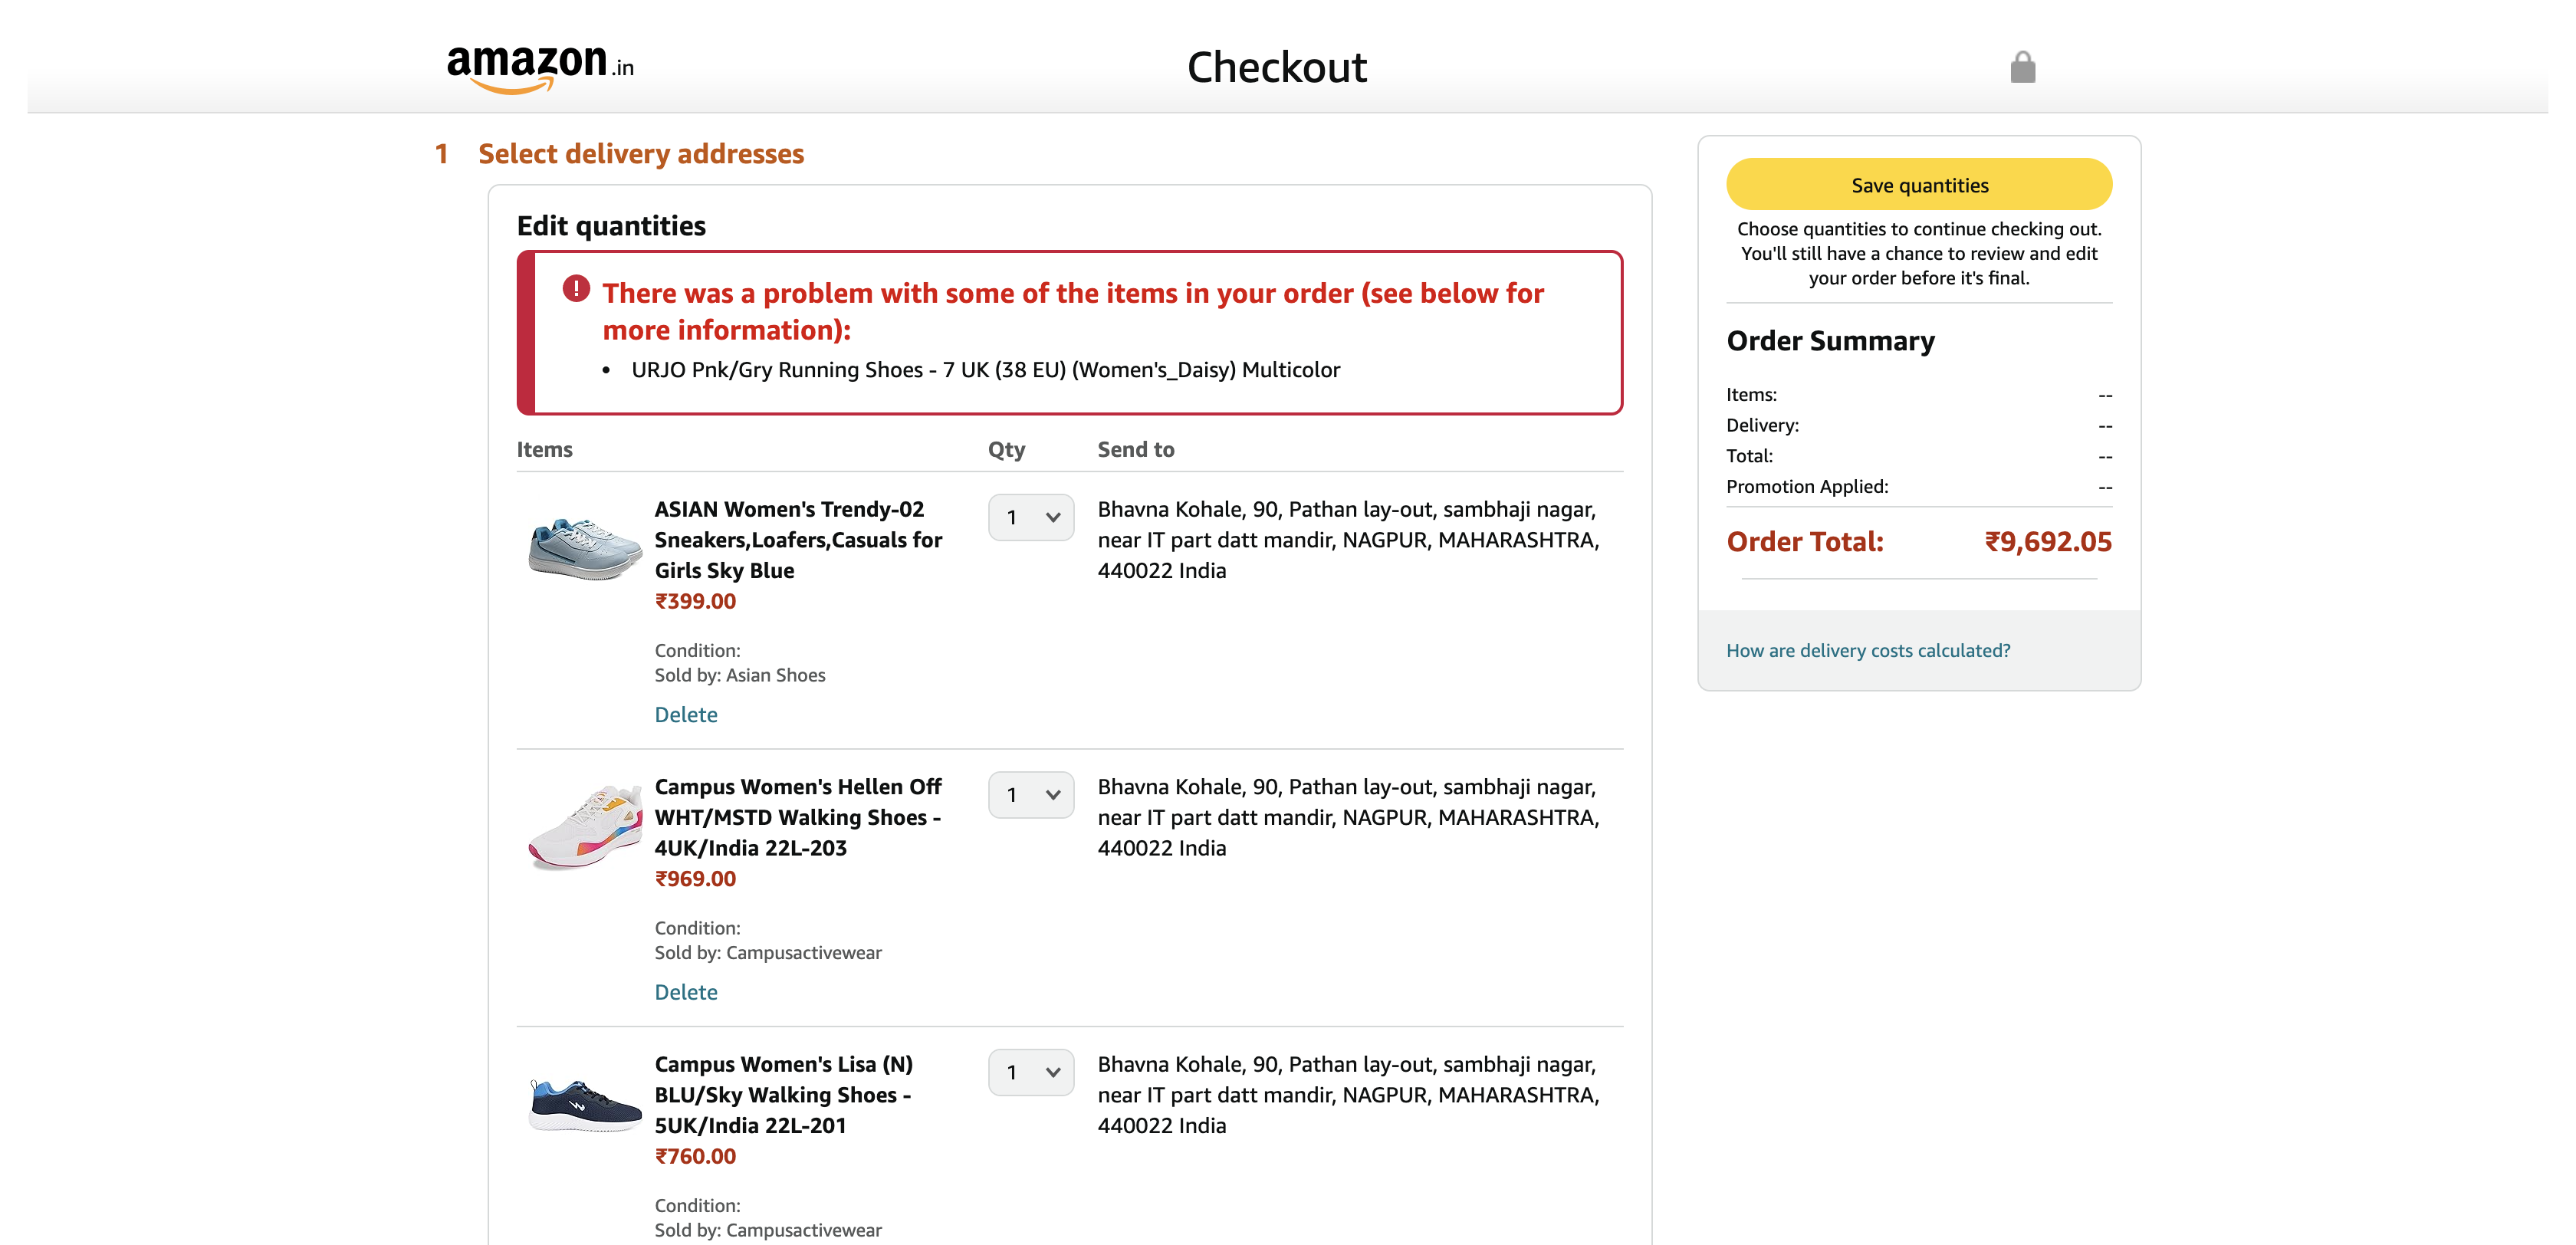 amazon.in
Checkout
1 Select delivery addresses
Edit quantities
There was a problem with some of the items in your order (see below for
more information):
• URJO Pnk/Gry Running Shoes - 7 UK (38 EU) (Women's_Daisy) Multicolor
Items Qty Send to
ASIAN Women's Trendy-02
Sneakers,Loafers,Casuals for
Girls Sky Blue
₹399.00
Condition:
Sold by: Asian Shoes
Delete
1
Bhavna Kohale, 90, Pathan lay-out, sambhaji nagar,
near IT part datt mandir, NAGPUR, MAHARASHTRA,
440022 India
Campus Women's Hellen Off
WHT/MSTD Walking Shoes -
4UK/India 22L-203
₹969.00
Condition:
Sold by: Campusactivewear
Delete
1
Bhavna Kohale, 90, Pathan lay-out, sambhaji nagar,
near IT part datt mandir, NAGPUR, MAHARASHTRA,
440022 India
Campus Women's Lisa (N)
BLU/Sky Walking Shoes -
5UK/India 22L-201
₹760.00
Condition:
Sold by: Campusactivewear
1
Bhavna Kohale, 90, Pathan lay-out, sambhaji nagar,
near IT part datt mandir, NAGPUR, MAHARASHTRA,
440022 India
Save quantities
Choose quantities to continue checking out.
You'll still have a chance to review and edit
your order before it's final.
Order Summary
Items: --
Delivery: --
Total: --
Promotion Applied: --
Order Total: ₹9,692.05
How are delivery costs calculated?